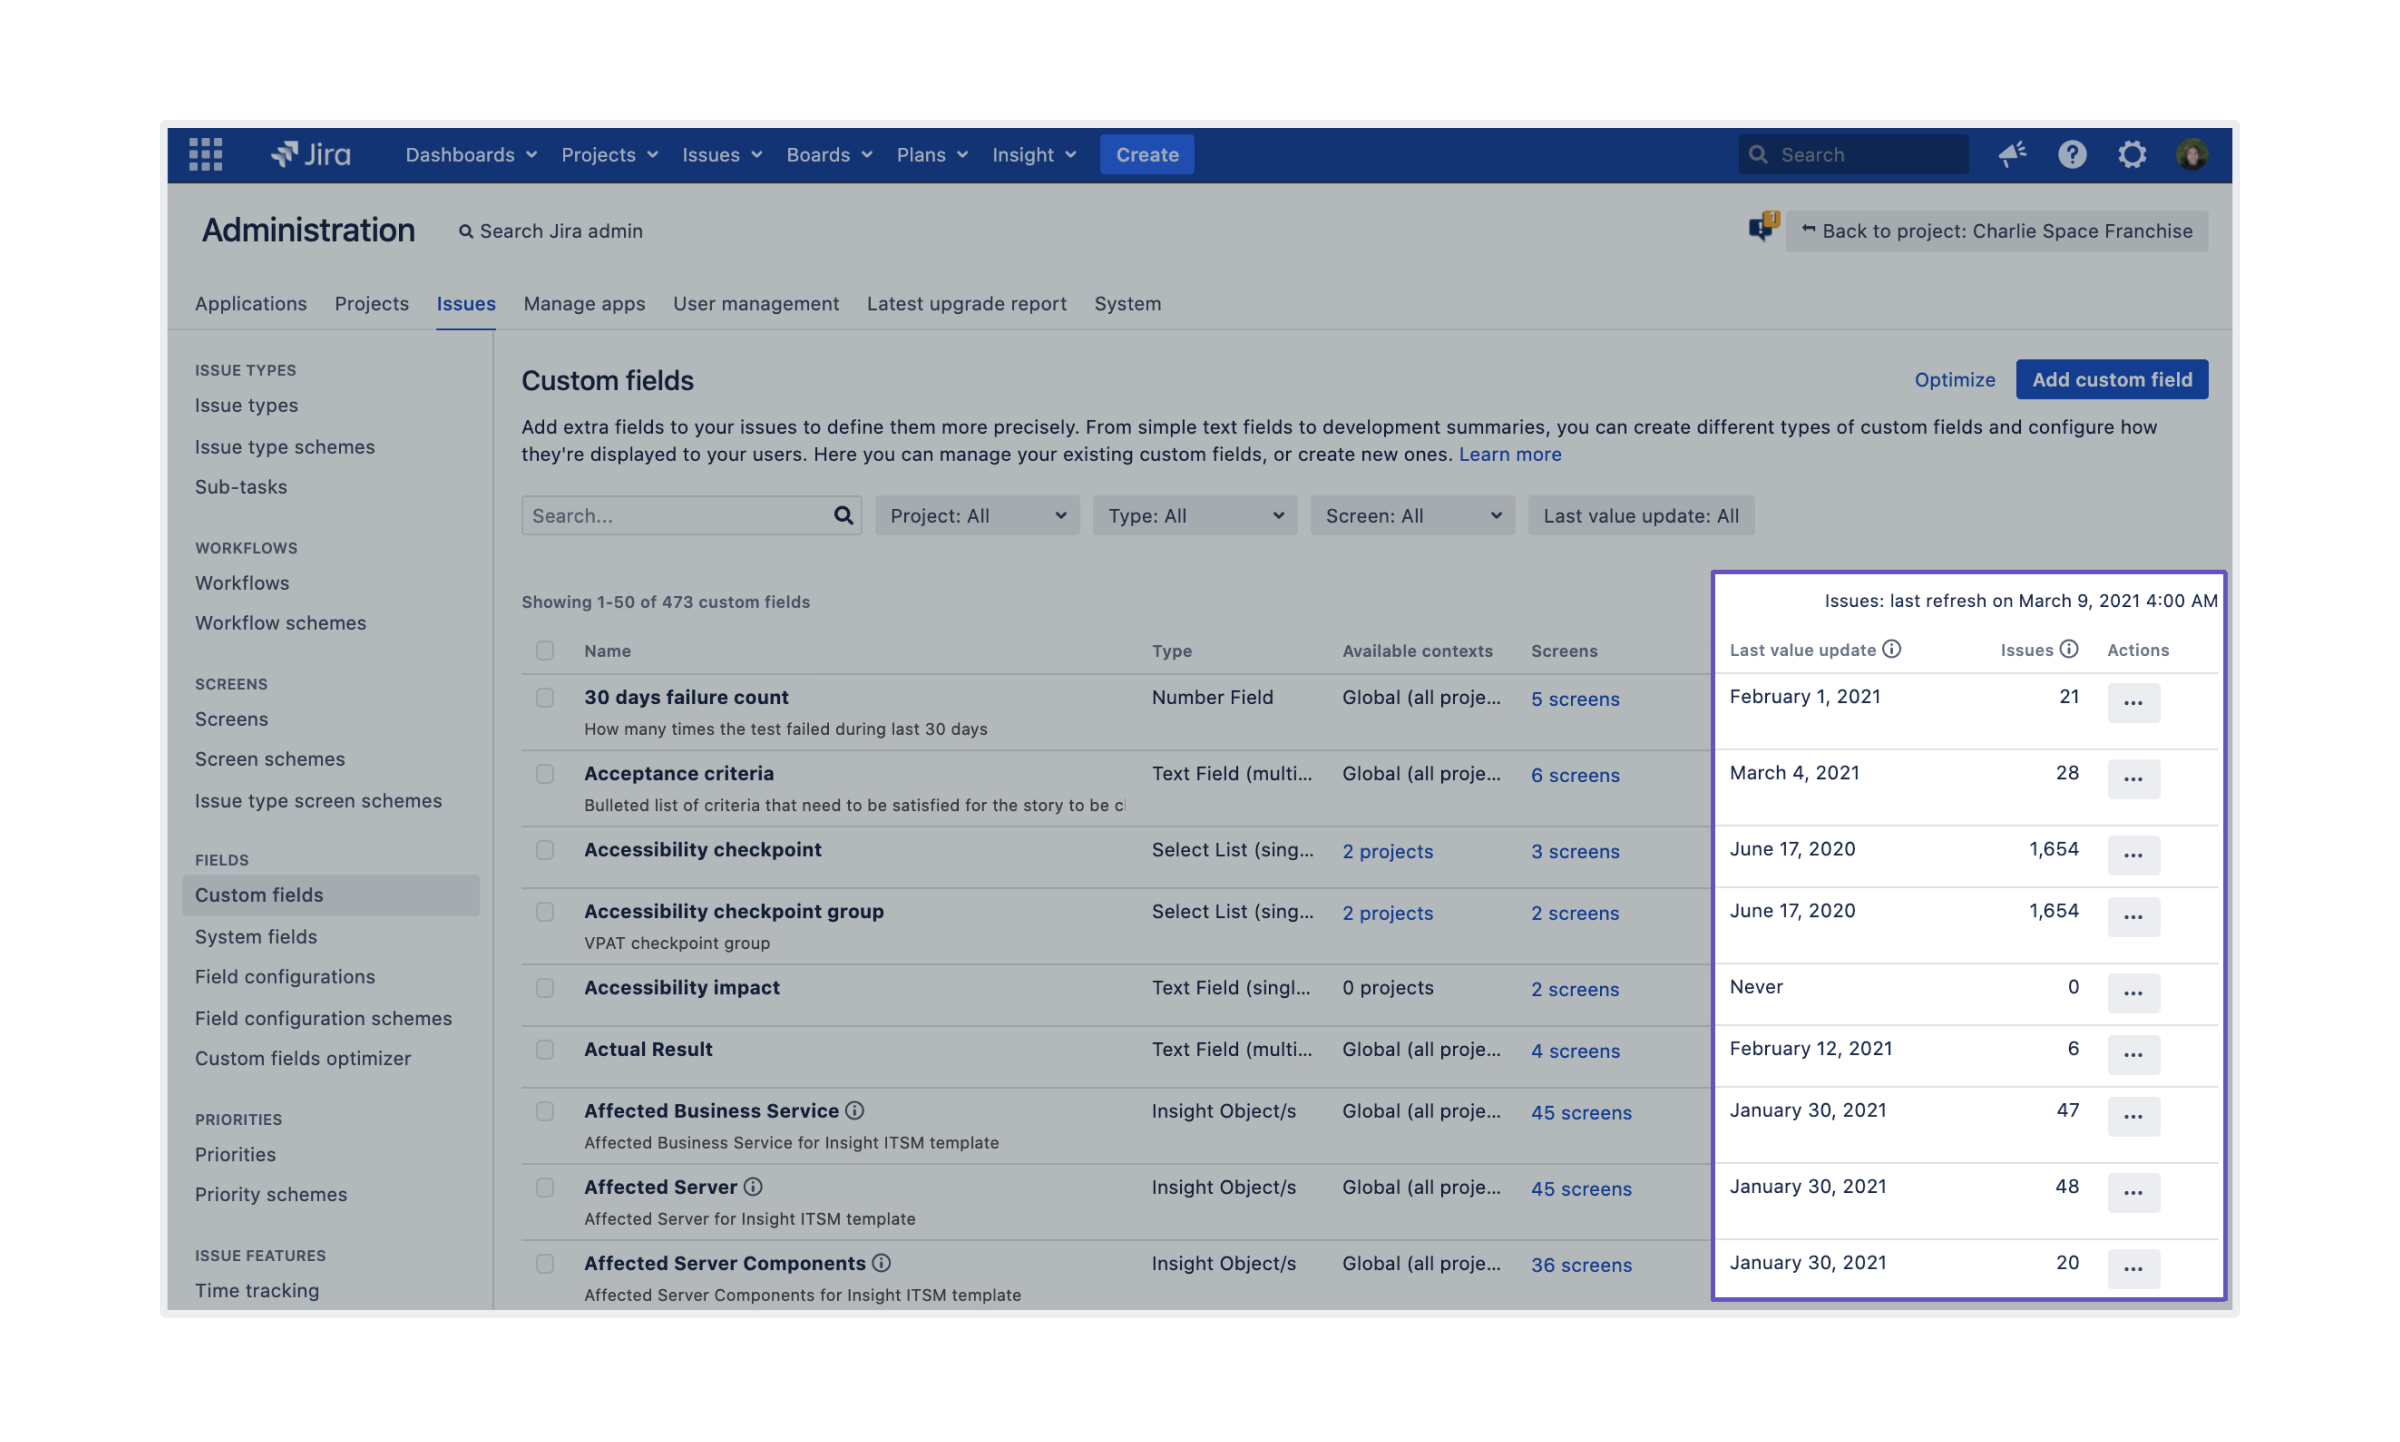 Jira Dashboards Projects Issues Boards Plans Insight Create Search
Administration Search Jira admin 1 Back to project: Charlie Space Franchise
Applications Projects Issues Manage apps User management Latest upgrade report System
ISSUE TYPES
Issue types
Issue type schemes
Sub-tasks
WORKFLOWS
Workflows
Workflow schemes
SCREENS
Screens
Screen schemes
Issue type screen schemes
FIELDS
Custom fields
System fields
Field configurations
Field configuration schemes
Custom fields optimizer
PRIORITIES
Priorities
Priority schemes
ISSUE FEATURES
Time tracking
Custom fields Optimize Add custom field
Add extra fields to your issues to define them more precisely. From simple text fields to development summaries, you can create different types of custom fields and configure how
they're displayed to your users. Here you can manage your existing custom fields, or create new ones. Learn more
Search... Project: All Type: All Screen: All Last value update: All
Showing 1-50 of 473 custom fields Issues: last refresh on March 9, 2021 4:00 AM
Name Type Available contexts Screens Last value update Issues Actions
30 days failure count Number Field Global (all proje... 5 screens February 1, 2021 21 ...
How many times the test failed during last 30 days
Acceptance criteria Text Field (multi... Global (all proje... 6 screens March 4, 2021 28 ...
Bulleted list of criteria that need to be satisfied for the story to be
Accessibility checkpoint Select List (sing... 2 projects 3 screens June 17, 2020 1,654 ...
Accessibility checkpoint group Select List (sing... 2 projects 2 screens June 17, 2020 1,654 ...
VPAT checkpoint group
Accessibility impact Text Field (singl... 0 projects 2 screens Never 0 ...
Actual Result Text Field (multi... Global (all proje... 4 screens February 12, 2021 6 ...
Affected Business Service Insight Object/s Global (all proje... 45 screens January 30, 2021 47 ...
Affected Business Service for Insight ITSM template
Affected Server Insight Object/s Global (all proje... 45 screens January 30, 2021 48 ...
Affected Server for Insight ITSM template
Affected Server Components Insight Object/s Global (all proje... 36 screens January 30, 2021 20 ...
Affected Server Components for Insight ITSM template